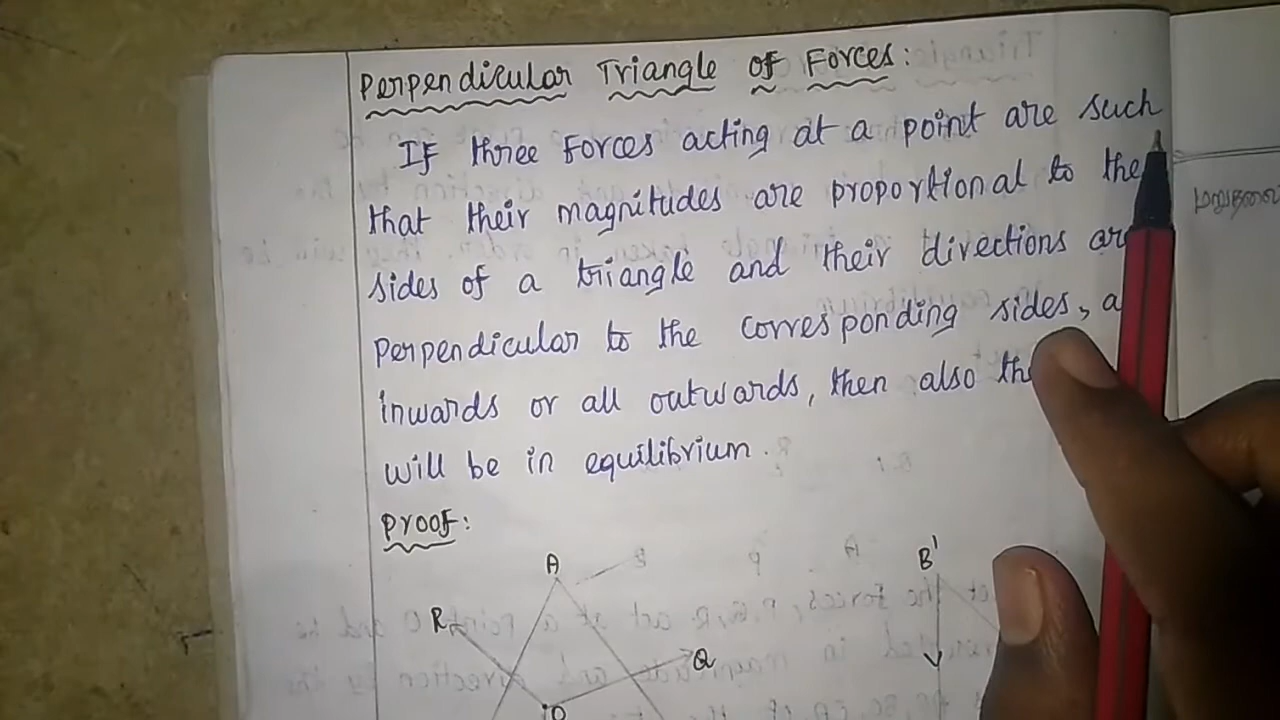 Perpendicular Triangle of Forces:
If three Forces acting at a point are such
that their magnitudes are proportional to the
sides of a triangle and their directions ar
perpendicular to the corresponding sides, a
inwards or all outwards, then also the
will be in equilibrium.
Proof:
A
B'
R
Q
O